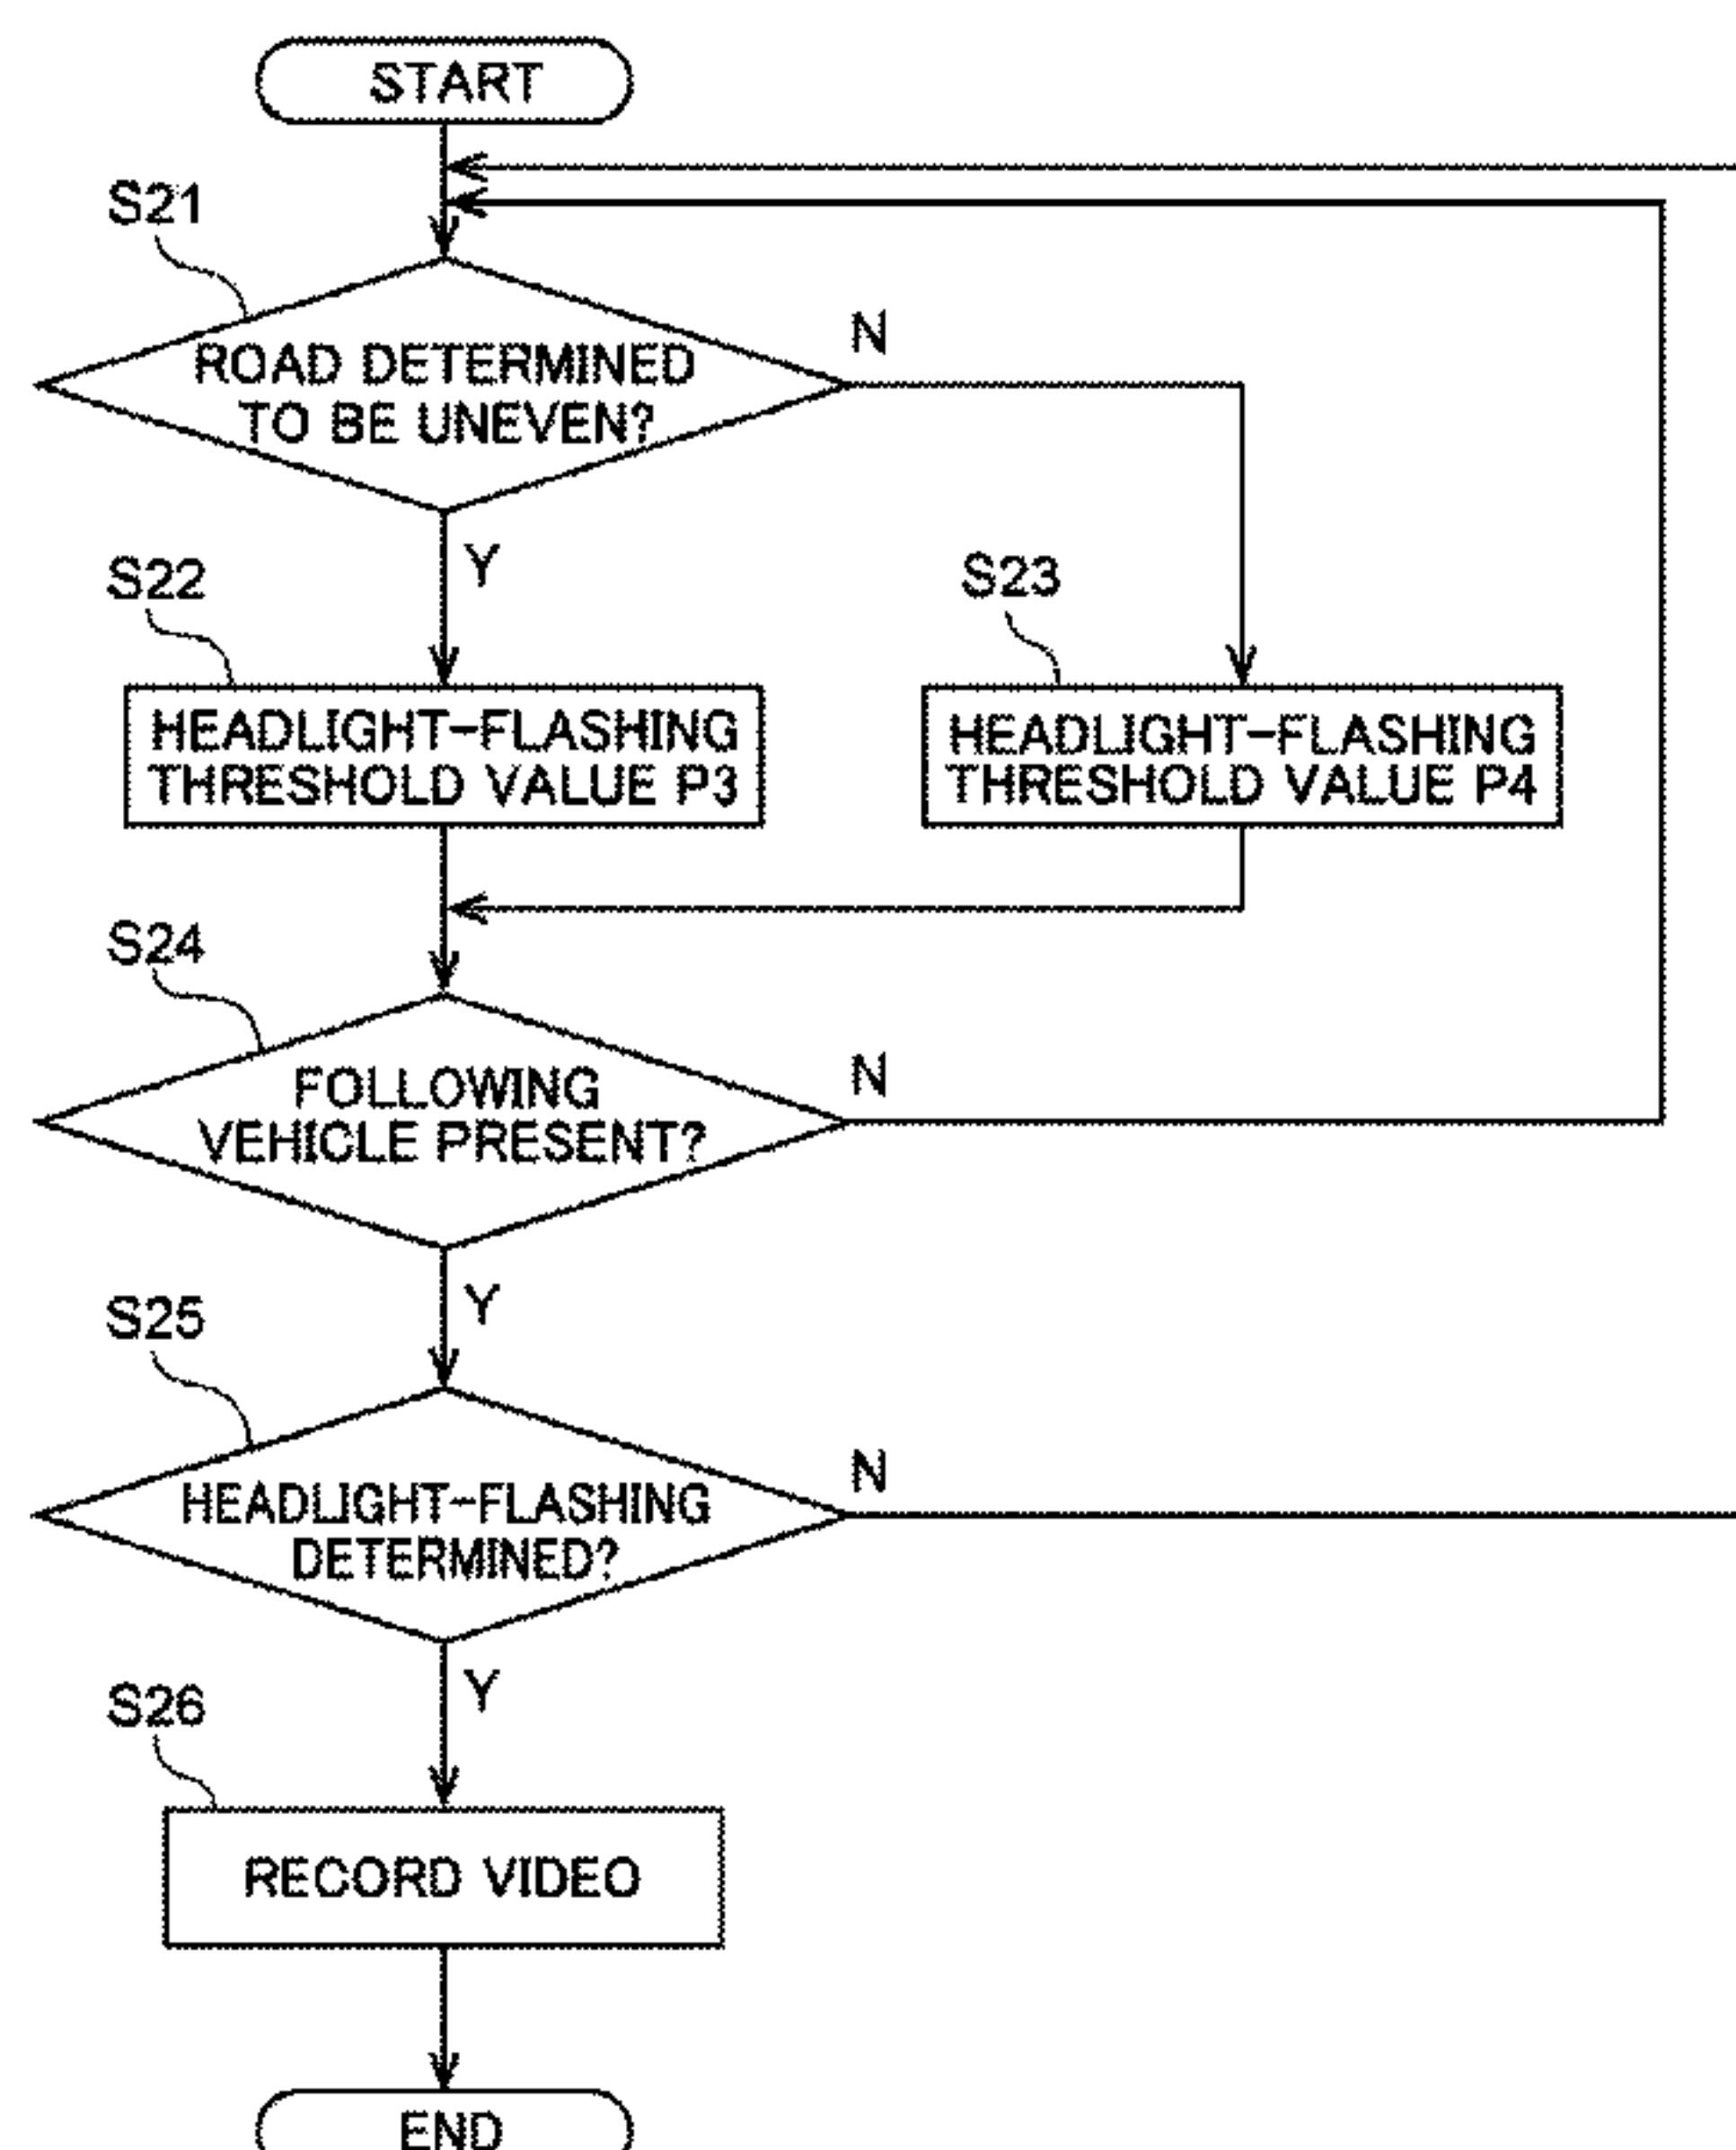 START
S21
ROAD DETERMINED
TO BE UNEVEN?
N
Y
S22
HEADLIGHT-FLASHING
THRESHOLD VALUE P3
S23
HEADLIGHT-FLASHING
THRESHOLD VALUE P4
S24
FOLLOWING
VEHICLE PRESENT?
N
Y
S25
HEADLIGHT-FLASHING
DETERMINED?
N
Y
S26
RECORD VIDEO
END